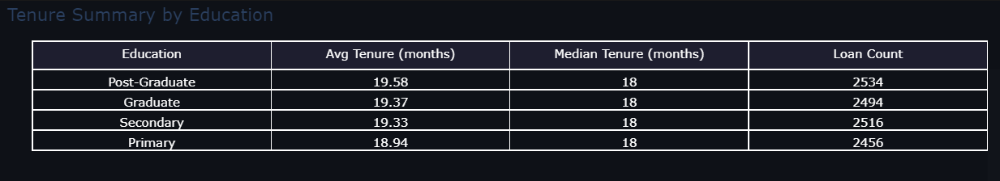 Tenure Summary by Education
Education Avg Tenure (months) Median Tenure (months) Loan Count
Post-Graduate 19.58 18 2534
Graduate 19.37 18 2494
Secondary 19.33 18 2516
Primary 18.94 18 2456